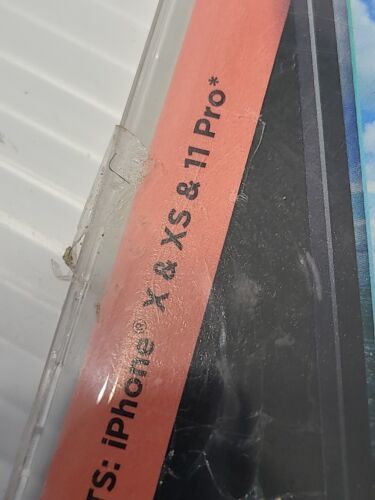 TS: iPhone® X & XS & 11 Pro*